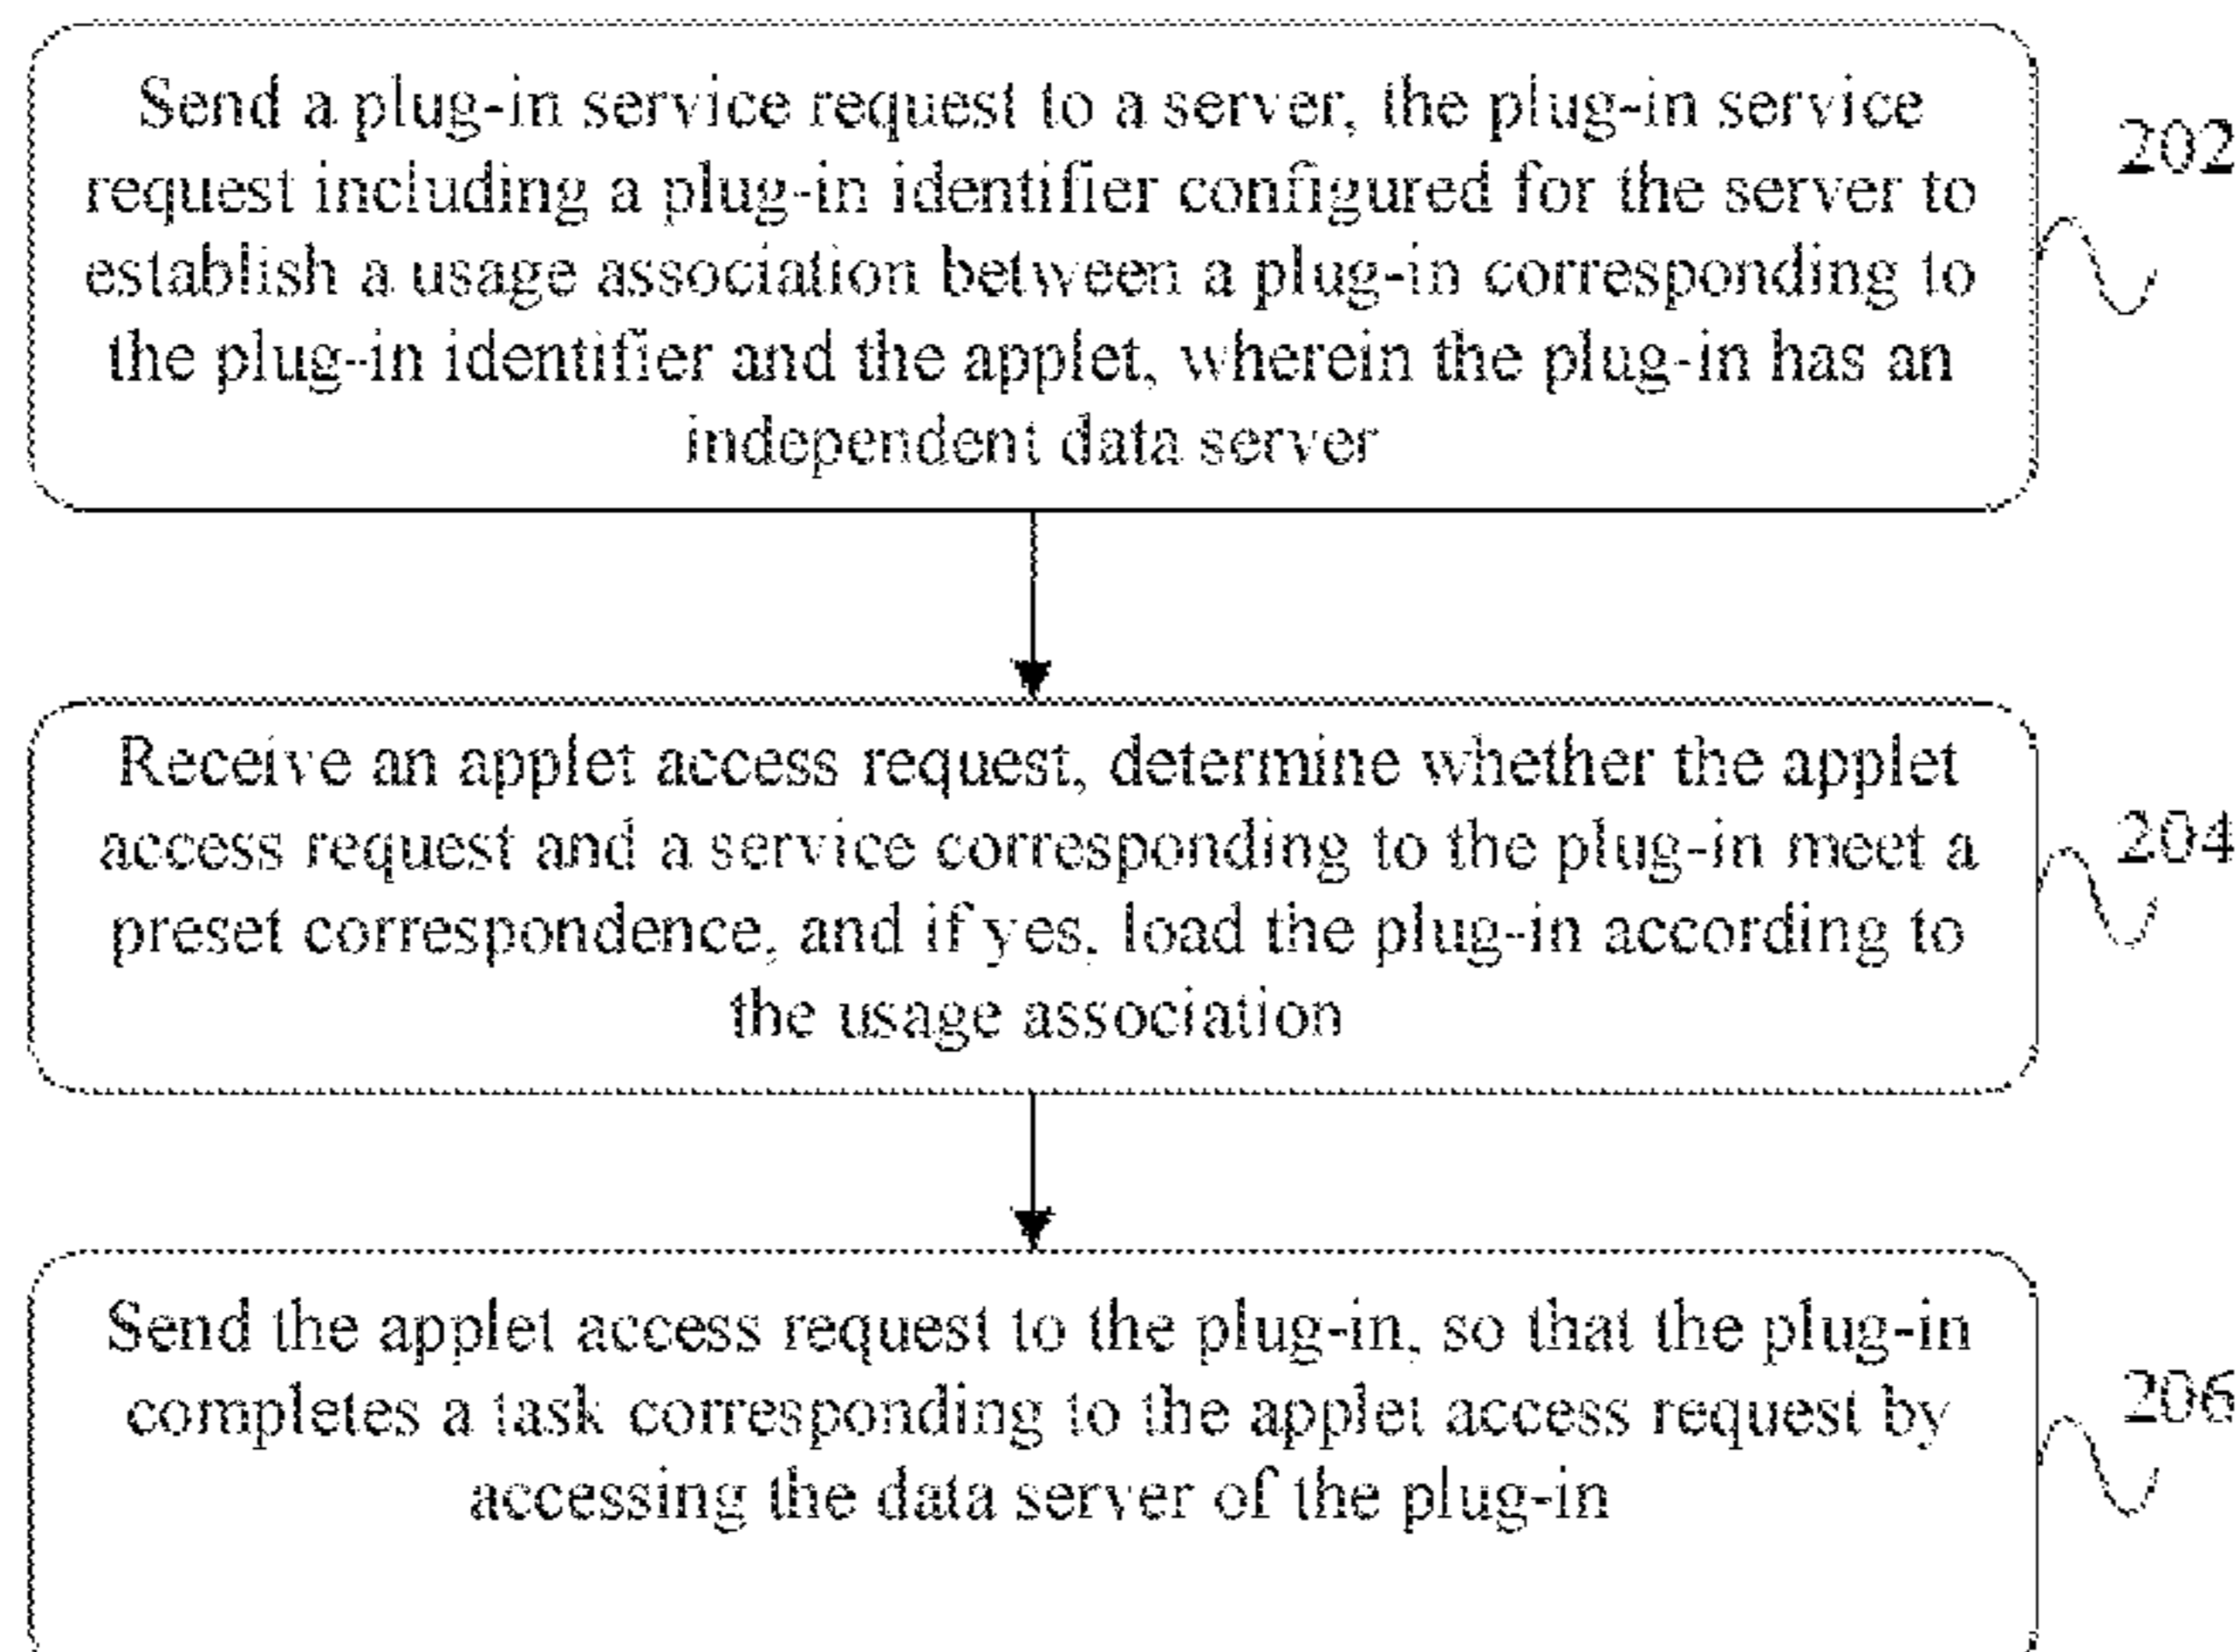 Send a plug-in service request to a server, the plug-in service
request including a plug-in identifier configured for the server to
establish a usage association between a plug-in corresponding to
the plug-in identifier and the applet, wherein the plug-in has an
independent data server
202
Receive an applet access request, determine whether the applet
access request and a service corresponding to the plug-in meet a
preset correspondence, and if yes, load the plug-in according to
the usage association
204
Send the applet access request to the plug-in, so that the plug-in
completes a task corresponding to the applet access request by
accessing the data server of the plug-in
206